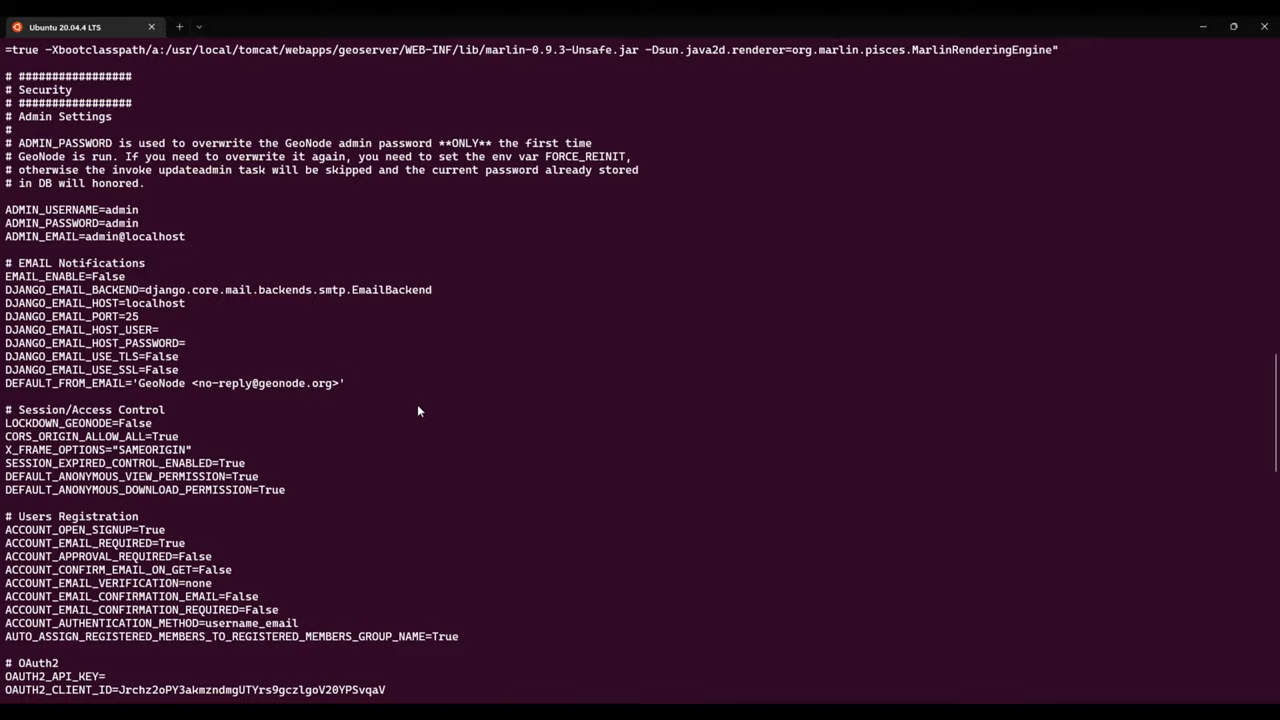 Ubuntu 20.04.4 LTS
=true -Xbootclasspath/a:/usr/local/tomcat/webapps/geoserver/WEB-INF/lib/marlin-0.9.3-Unsafe.jar -Dsun.java2d.renderer=org.marlin.pisces.MarlinRenderingEngine"
# #################
# Security
# #################
# Admin Settings
#
# ADMIN_PASSWORD is used to overwrite the GeoNode admin password **ONLY** the first time
# GeoNode is run. If you need to overwrite it again, you need to set the env var FORCE_REINIT,
# otherwise the invoke updateadmin task will be skipped and the current password already stored
# in DB will honored.
ADMIN_USERNAME=admin
ADMIN_PASSWORD=admin
ADMIN_EMAIL=admin@localhost
# EMAIL Notifications
EMAIL_ENABLE=False
DJANGO_EMAIL_BACKEND=django.core.mail.backends.smtp.EmailBackend
DJANGO_EMAIL_HOST=localhost
DJANGO_EMAIL_PORT=25
DJANGO_EMAIL_HOST_USER=
DJANGO_EMAIL_HOST_PASSWORD=
DJANGO_EMAIL_USE_TLS=False
DJANGO_EMAIL_USE_SSL=False
DEFAULT_FROM_EMAIL='GeoNode <no-reply@geonode.org>'
# Session/Access Control
LOCKDOWN_GEONODE=False
CORS_ORIGIN_ALLOW_ALL=True
X_FRAME_OPTIONS="SAMEORIGIN"
SESSION_EXPIRED_CONTROL_ENABLED=True
DEFAULT_ANONYMOUS_VIEW_PERMISSION=True
DEFAULT_ANONYMOUS_DOWNLOAD_PERMISSION=True
# Users Registration
ACCOUNT_OPEN_SIGNUP=True
ACCOUNT_EMAIL_REQUIRED=True
ACCOUNT_APPROVAL_REQUIRED=False
ACCOUNT_CONFIRM_EMAIL_ON_GET=False
ACCOUNT_EMAIL_VERIFICATION=none
ACCOUNT_EMAIL_CONFIRMATION_EMAIL=False
ACCOUNT_EMAIL_CONFIRMATION_REQUIRED=False
ACCOUNT_AUTHENTICATION_METHOD=username_email
AUTO_ASSIGN_REGISTERED_MEMBERS_TO_REGISTERED_MEMBERS_GROUP_NAME=True
# OAuth2
OAUTH2_API_KEY=
OAUTH2_CLIENT_ID=Jrchz2oPY3akmzndmgUTYrs9gczlgoV20YPSvqaV